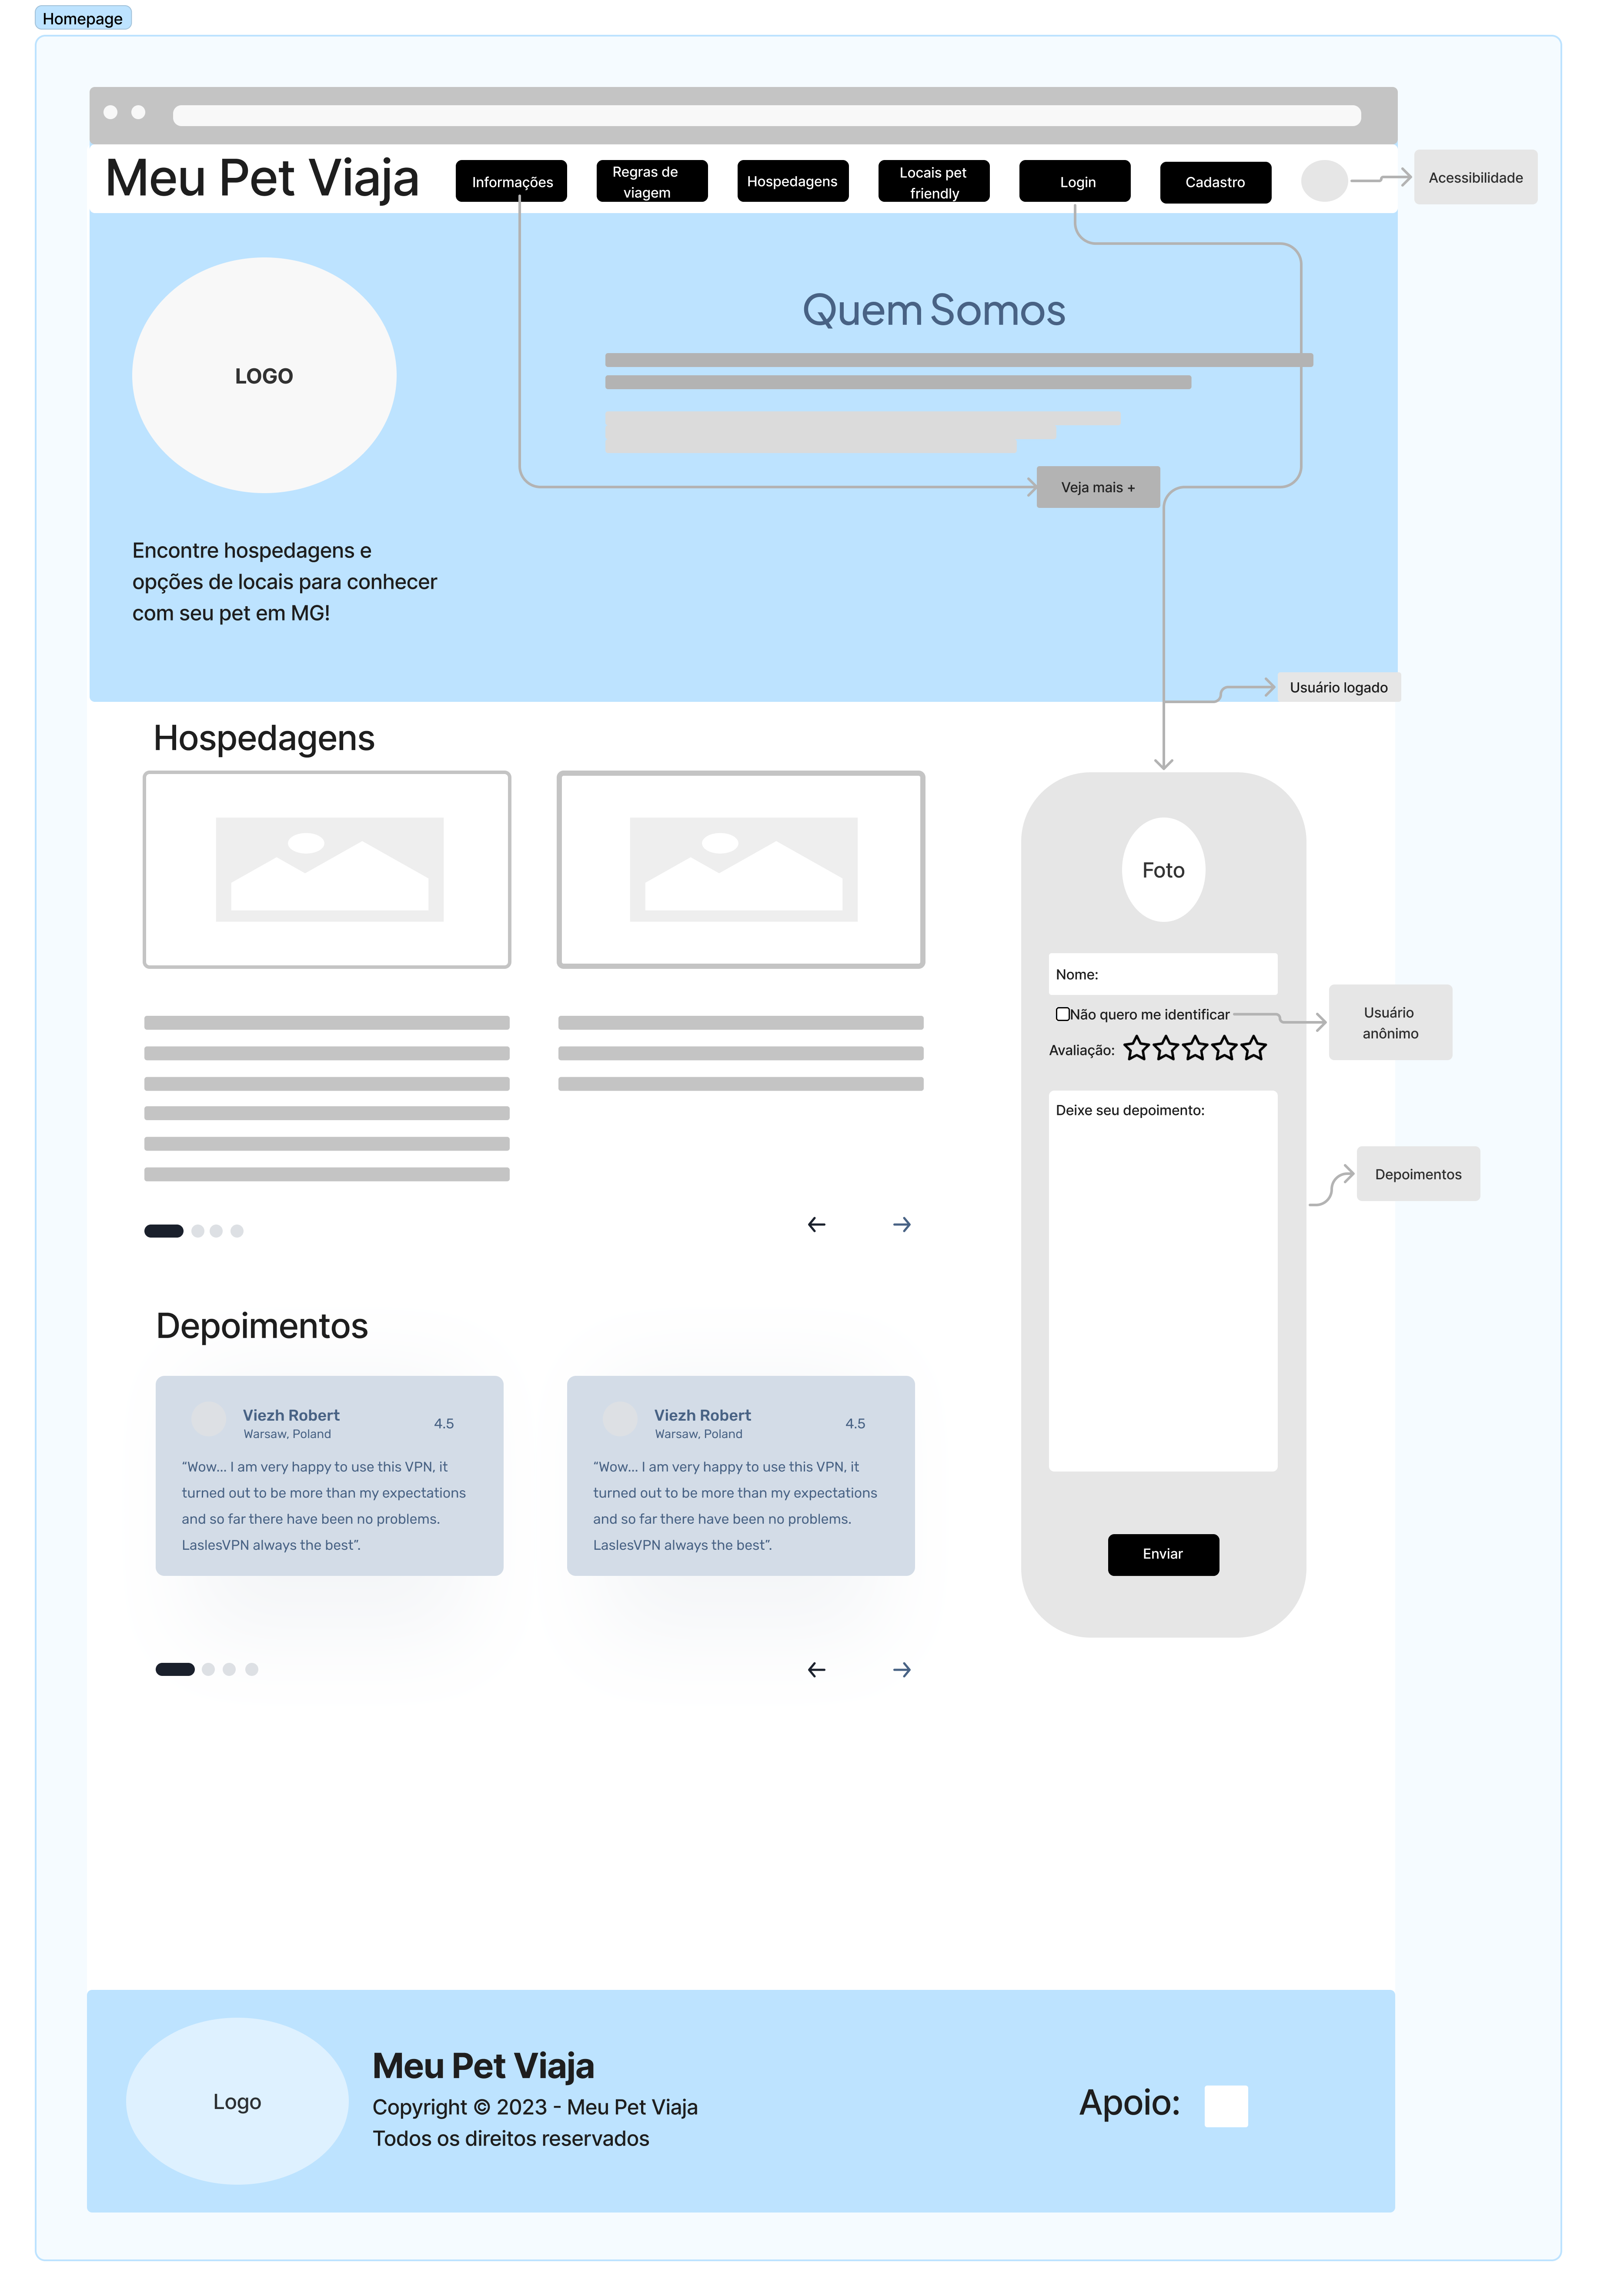 Homepage
Meu Pet Viaja
Informações
Regras de
viagem
Hospedagens
Locais pet
friendly
Login
Cadastro
Acessibilidade
LOGO
Quem Somos
Veja mais +
Encontre hospedagens e
opções de locais para conhecer
com seu pet em MG!
Usuário logado
Hospedagens
Foto
Nome:
Não quero me identificar
Usuário
anônimo
Avaliação:
Deixe seu depoimento:
Depoimentos
Depoimentos
Viezh Robert
Warsaw, Poland
4.5
“Wow... I am very happy to use this VPN, it
turned out to be more than my expectations
and so far there have been no problems.
LaslesVPN always the best”.
Viezh Robert
Warsaw, Poland
4.5
“Wow... I am very happy to use this VPN, it
turned out to be more than my expectations
and so far there have been no problems.
LaslesVPN always the best”.
Enviar
Logo
Meu Pet Viaja
Copyright © 2023 - Meu Pet Viaja
Todos os direitos reservados
Apoio: